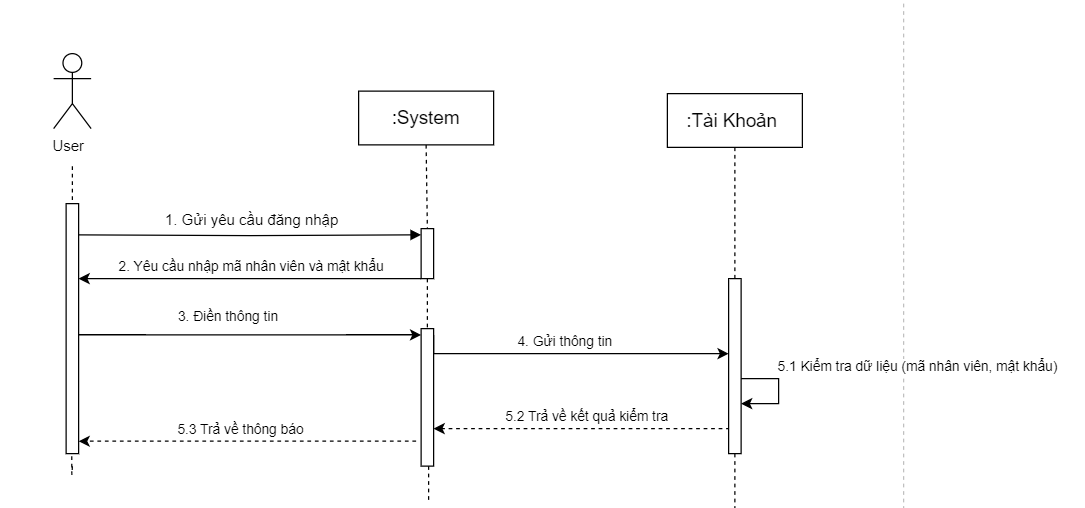 User
:System
:Tài Khoản
1. Gửi yêu cầu đăng nhập
2. Yêu cầu nhập mã nhân viên và mật khẩu
3. Điền thông tin
4. Gửi thông tin
5.1 Kiểm tra dữ liệu (mã nhân viên, mật khẩu)
5.2 Trả về kết quả kiểm tra
5.3 Trả về thông báo